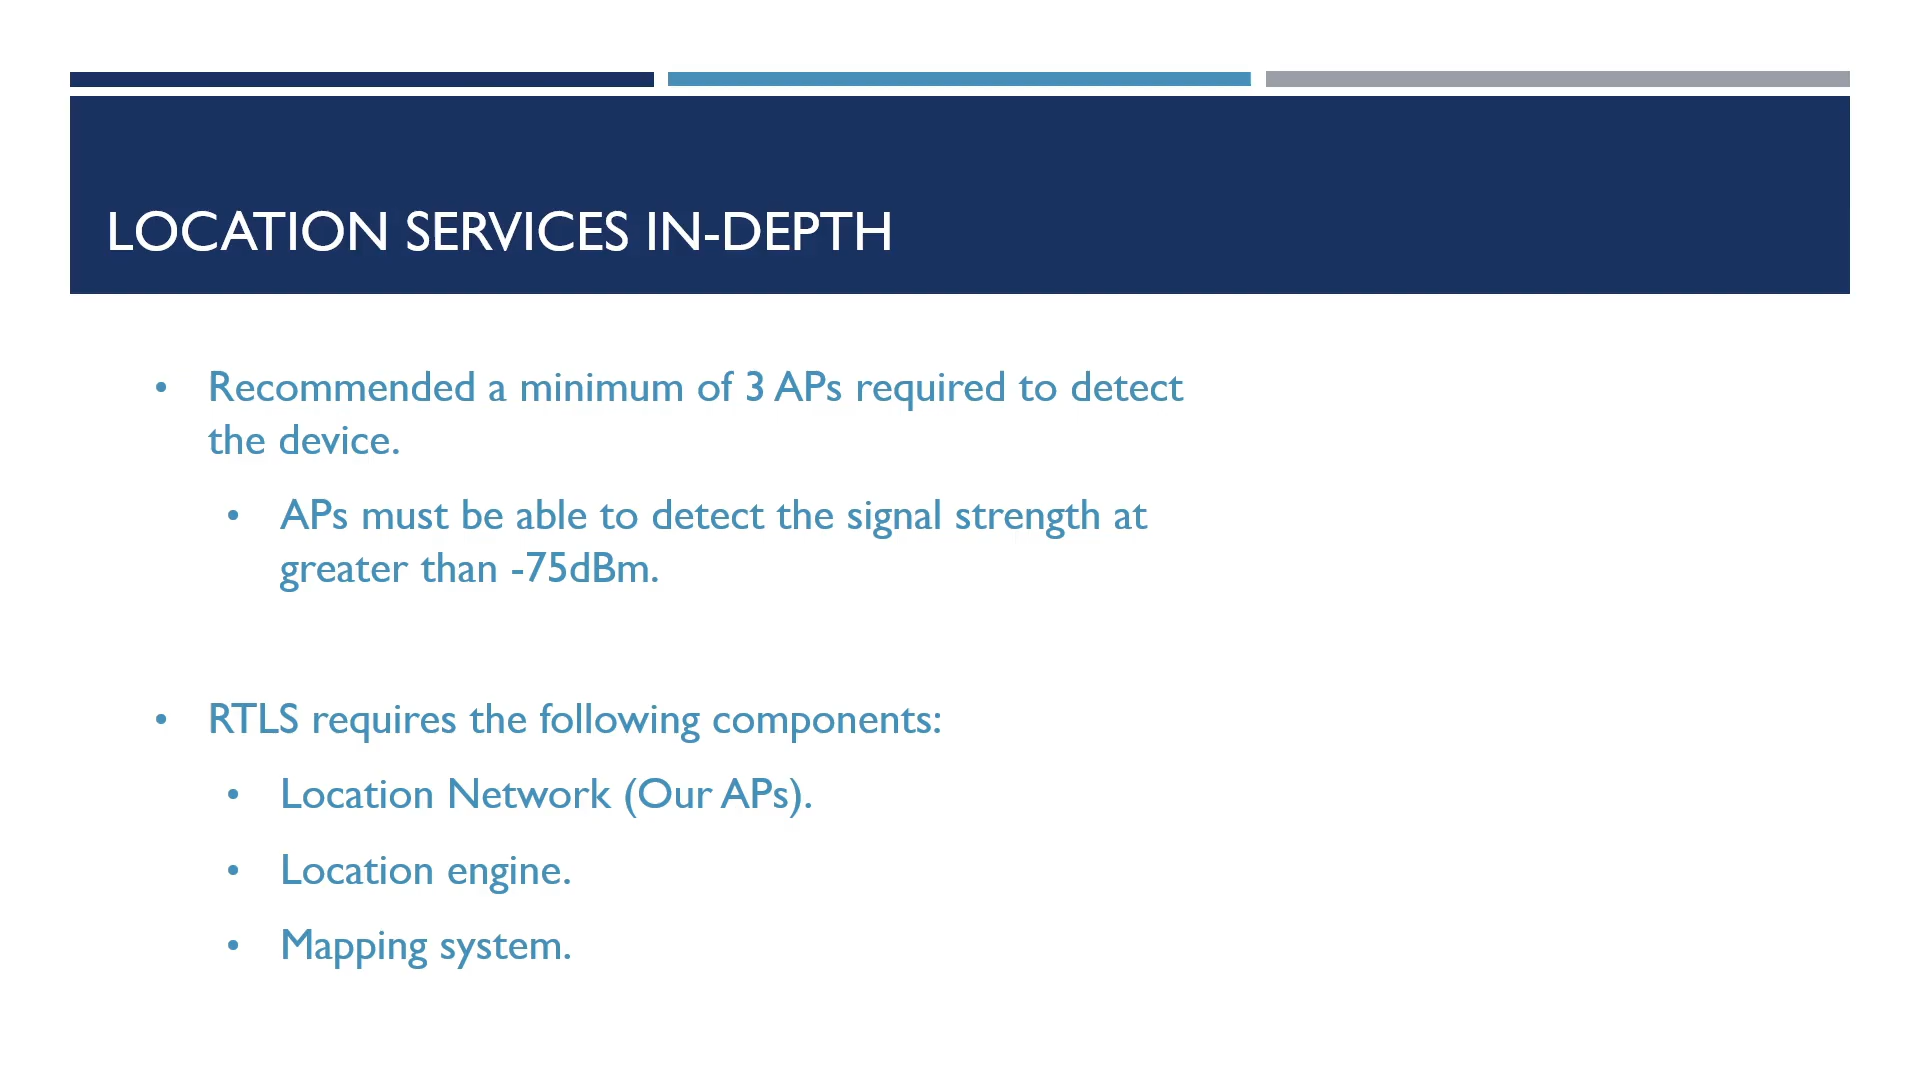 LOCATION SERVICES IN-DEPTH
• Recommended a minimum of 3 APs required to detect
the device.
• APs must be able to detect the signal strength at
greater than -75dBm.
• RTLS requires the following components:
• Location Network (Our APs).
• Location engine.
• Mapping system.